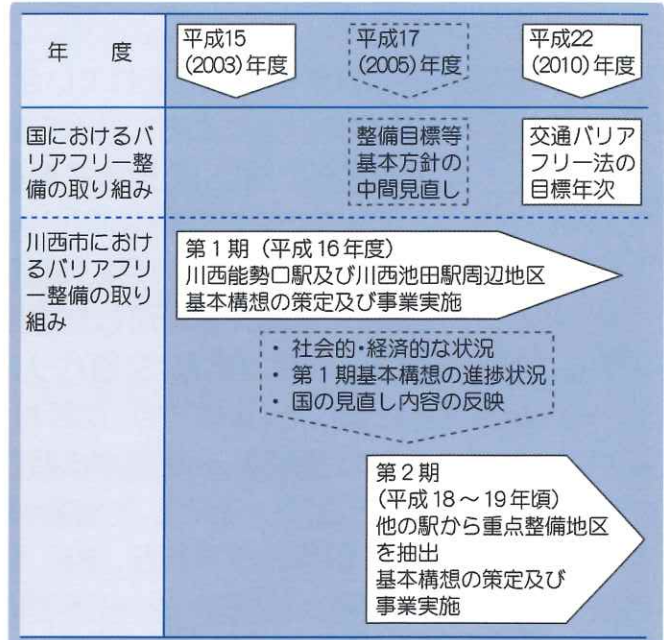 年　度
平成15
(2003)年度
平成17
(2005)年度
平成22
(2010)年度
国におけるバ
リアフリー整
備の取り組み
整備目標等
基本方針の
中間見直し
交通バリア
フリー法の
目標年次
川西市におけ
るバリアフリ
ー整備の取り
組み
第1期（平成16年度）
川西能勢口駅及び川西池田駅周辺地区
基本構想の策定及び事業実施
・ 社会的・経済的な状況
・ 第1期基本構想の進捗状況
・ 国の見直し内容の反映
第2期
(平成18～19年頃)
他の駅から重点整備地区
を抽出
基本構想の策定及び
事業実施